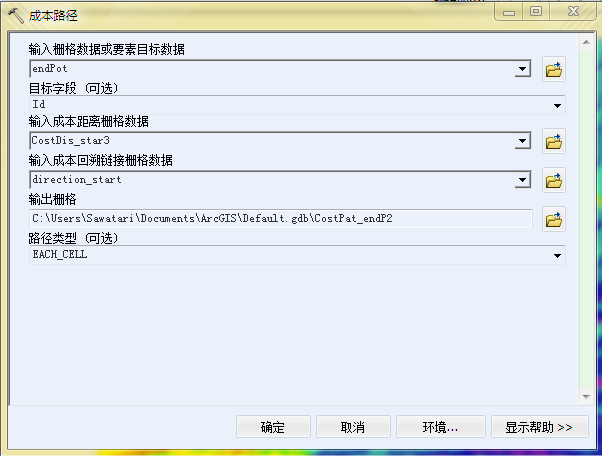 成本路径
输入栅格数据或要素目标数据
endPot
目标字段 (可选)
Id
输入成本距离栅格数据
CostDis_star3
输入成本回溯链接栅格数据
direction_start
输出栅格
C:\Users\Sawatari\Documents\ArcGIS\Default.gdb\CostPat_endP2
路径类型 (可选)
EACH_CELL
确定 取消 环境... 显示帮助 >>